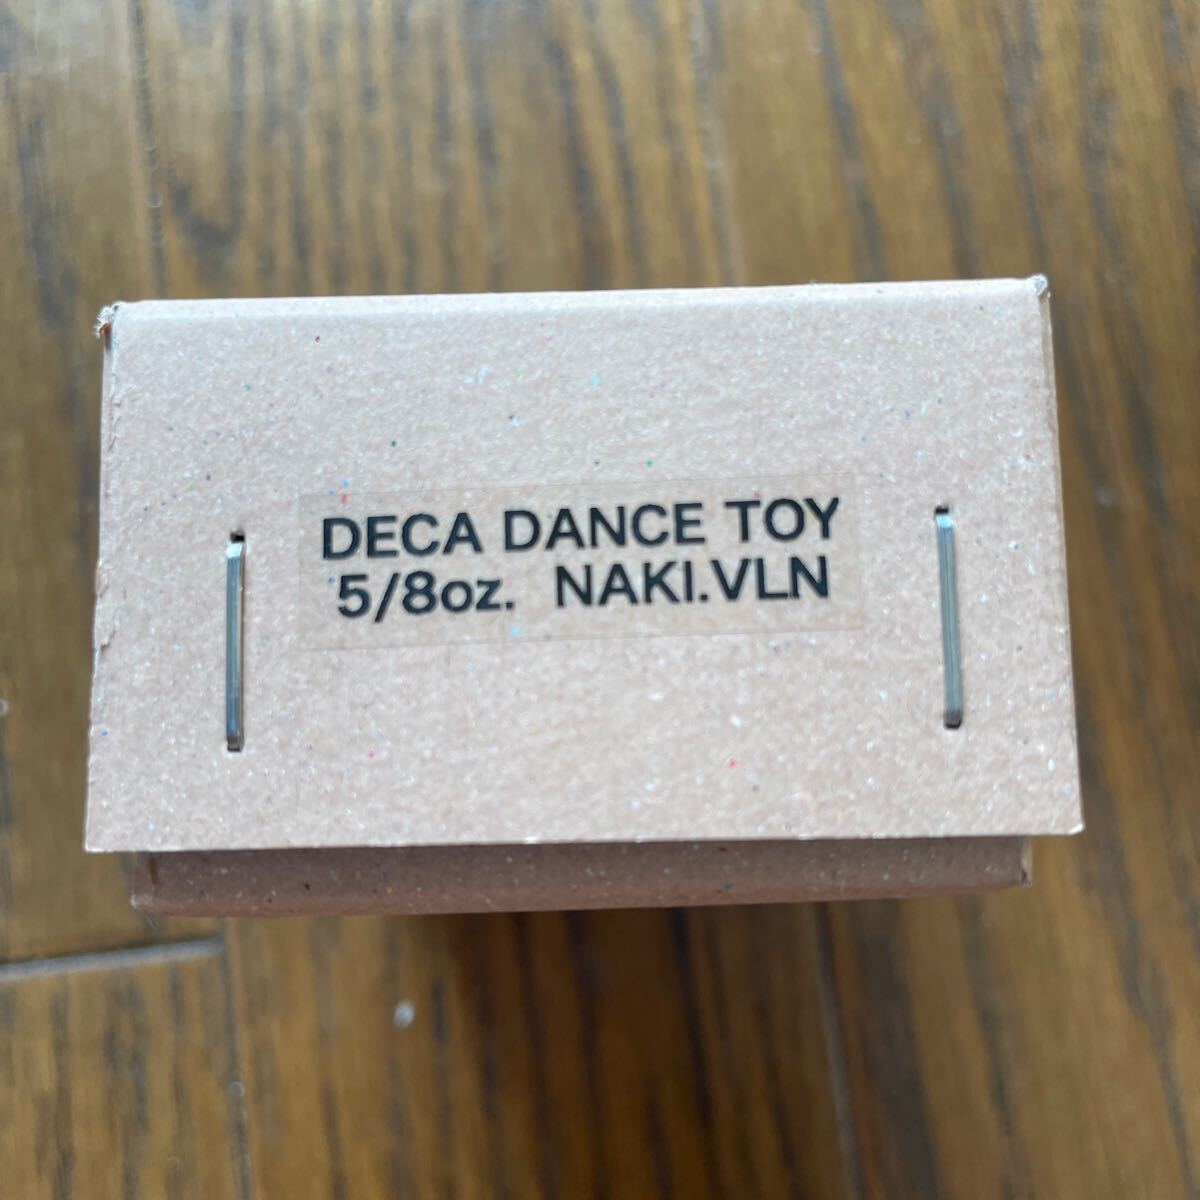 DECA DANCE TOY
5/8oz. NAKI.VLN